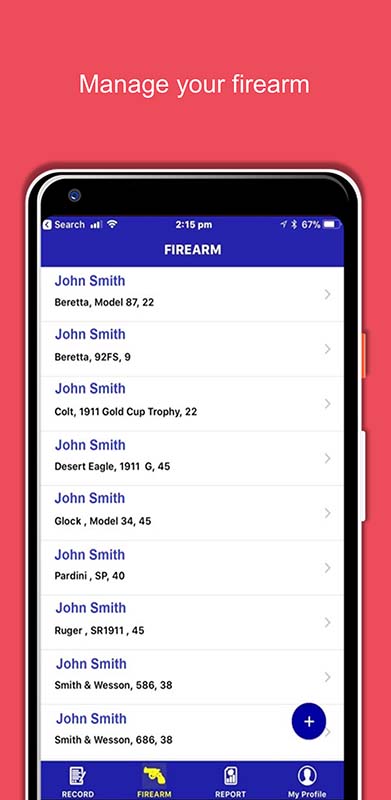 Manage your firearm
Search 2:15 pm 67%
FIREARM
John Smith
Beretta, Model 87, 22
John Smith
Beretta, 92FS, 9
John Smith
Colt, 1911 Gold Cup Trophy, 22
John Smith
Desert Eagle, 1911 G, 45
John Smith
Glock , Model 34, 45
John Smith
Pardini , SP, 40
John Smith
Ruger , SR1911 , 45
John Smith
Smith & Wesson, 586, 38
John Smith
Smith & Wesson, 686, 38
+
RECORD FIREARM REPORT My Profile